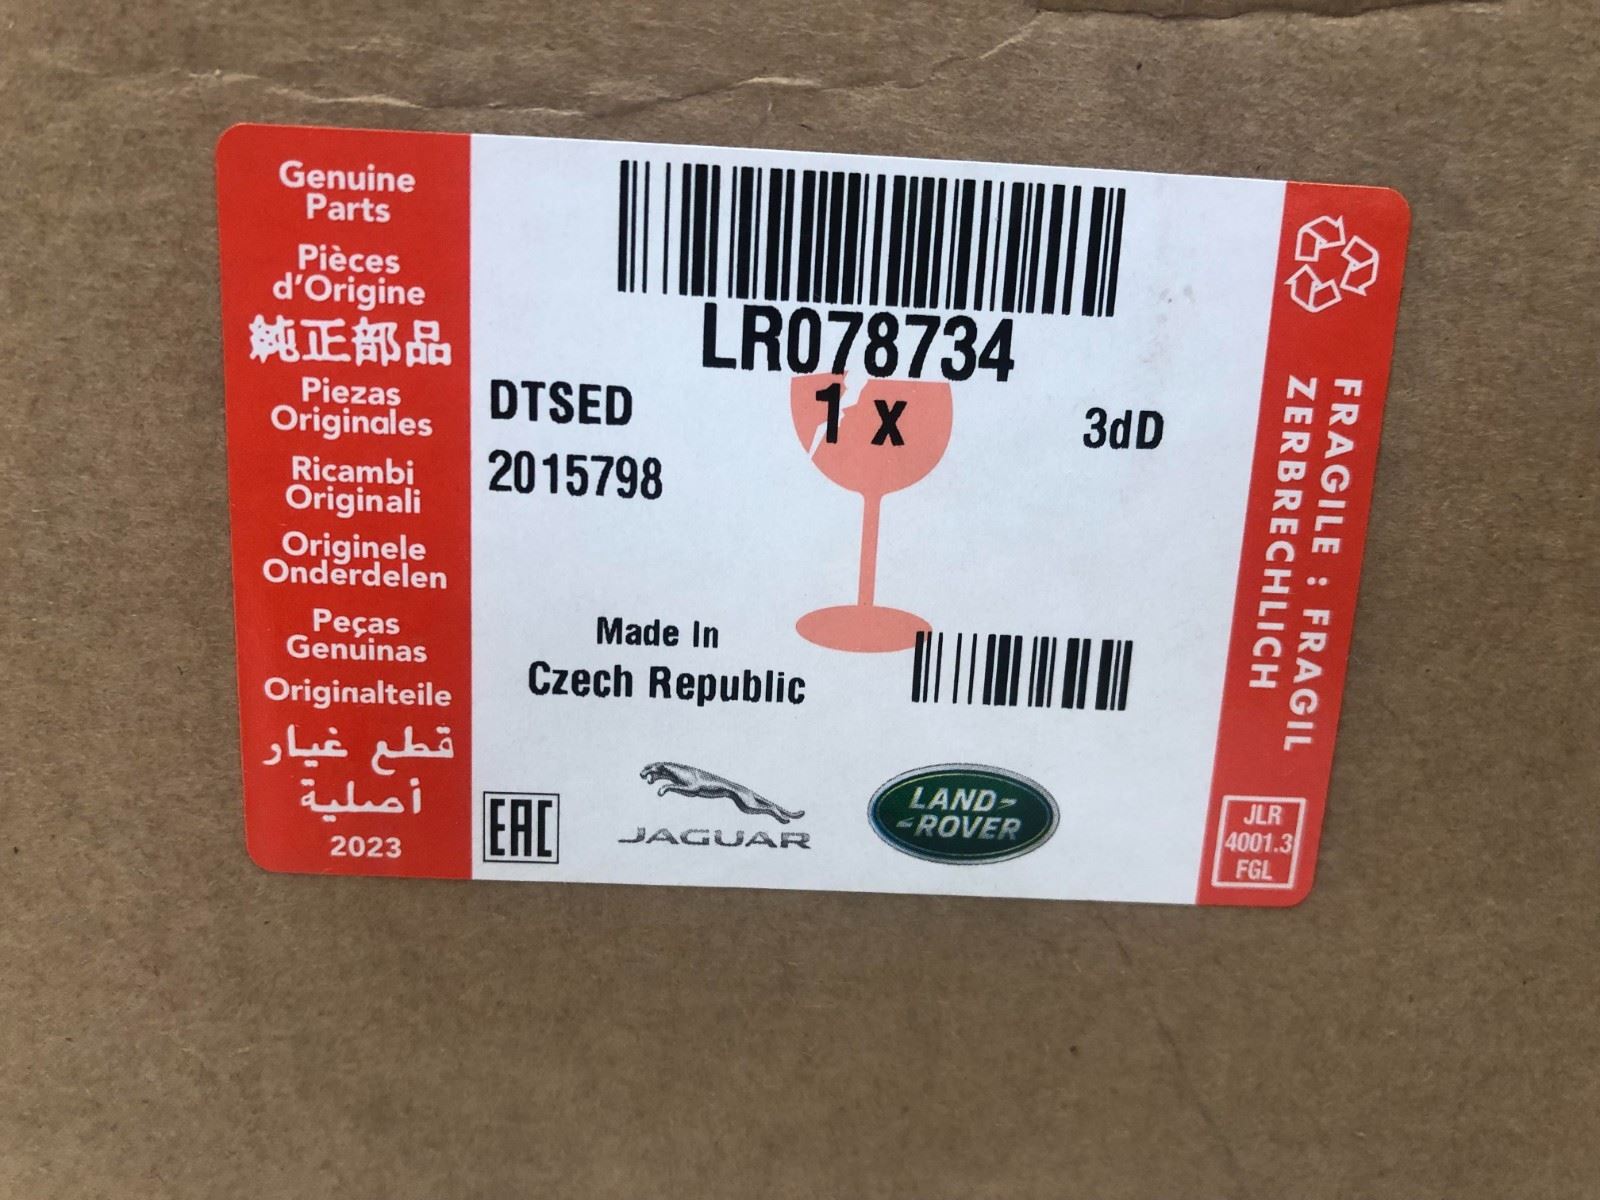 Genuine
Parts
Pièces
d'Origine
純正部品
Piezas
Originales
Ricambi
Originali
Originele
Onderdelen
Peças
Genuinas
Originalteile
قطع غيار
أصلية
2023
LR078734
DTSED
1 x
3dD
2015798
Made In
Czech Republic
EAC
JAGUAR
LAND-
-ROVER
FRAGILE : FRAGIL
ZERBRECHLICH
JLR
4001.3
FGL